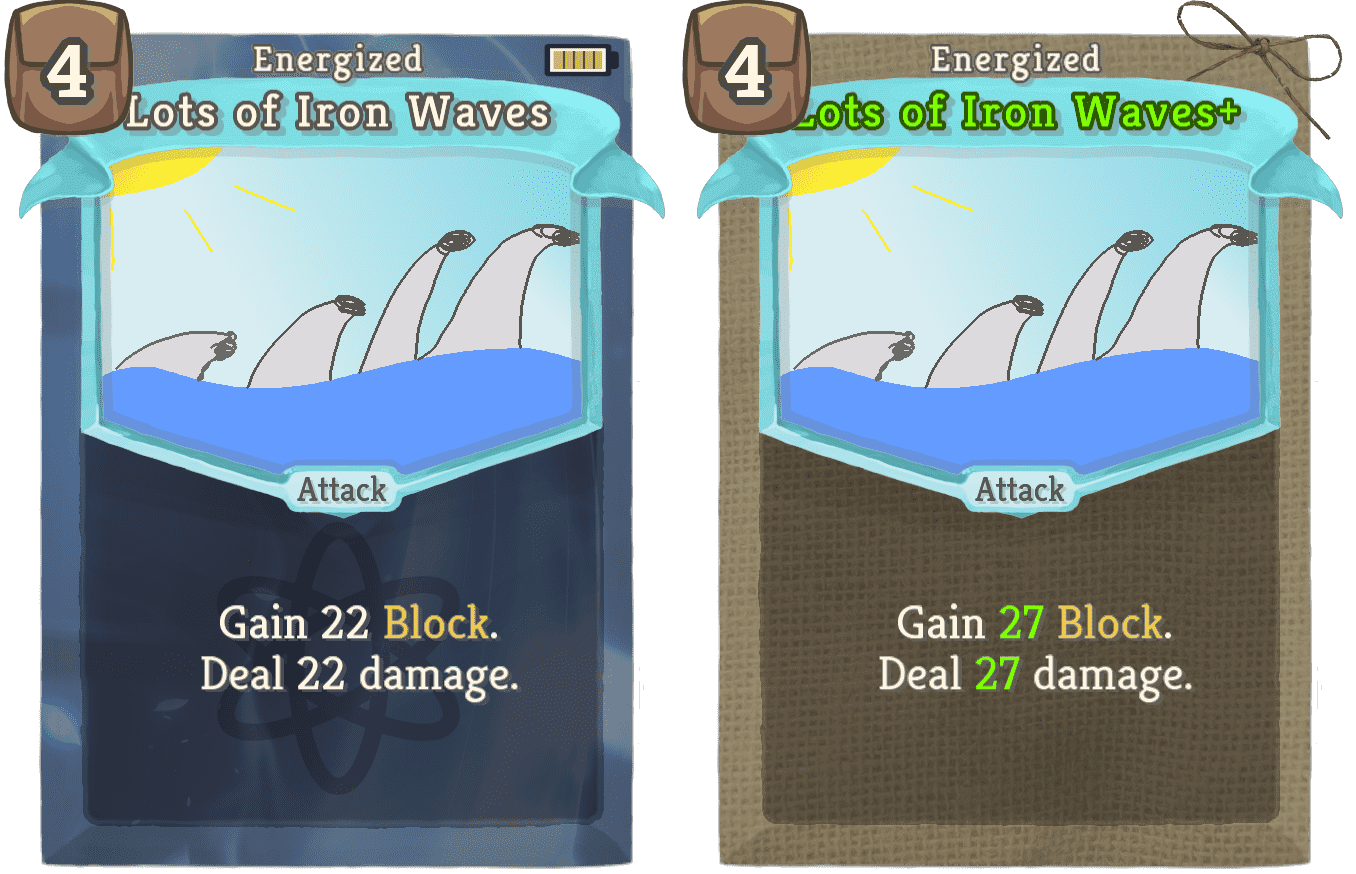 4
Energized
Lots of Iron Waves
Attack
Gain 22 Block.
Deal 22 damage.
4
Energized
Lots of Iron Waves+
Attack
Gain 27 Block.
Deal 27 damage.